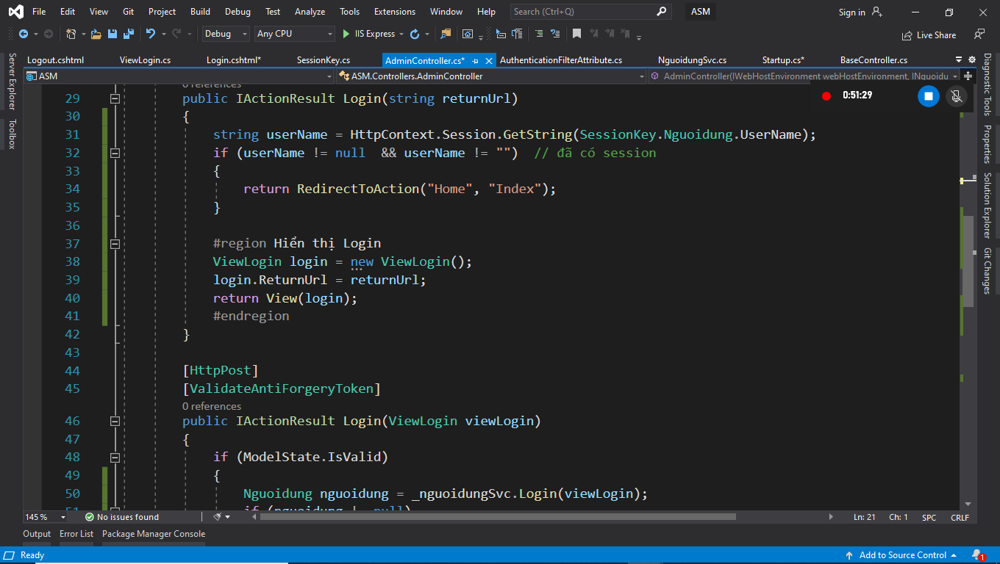 File Edit View Git Project Build Debug Test Analyze Tools Extensions Window Help Search (Ctrl+Q) ASM Sign in
Debug Any CPU IIS Express Live Share
Logout.cshtml ViewLogin.cs Login.cshtml* SessionKey.cs AdminController.cs* AuthenticationFilterAttribute.cs NguoidungSvc.cs Startup.cs* BaseController.cs
ASM ASM.Controllers.AdminController AdminController(IWebHostEnvironment webHostEnvironment, INguoidu
0:51:29
Server Explorer
Toolbox
Diagnostic Tools
Properties
Solution Explorer
Git Changes
0 references
29 public IActionResult Login(string returnUrl)
30 {
31 string userName = HttpContext.Session.GetString(SessionKey.Nguoidung.UserName);
32 if (userName != null  && userName != "")  // đã có session
33 {
34 return RedirectToAction("Home", "Index");
35 }
36
37 #region Hiển thị Login
38 ViewLogin login = new ViewLogin();
39 login.ReturnUrl = returnUrl;
40 return View(login);
41 #endregion
42 }
43
44 [HttpPost]
45 [ValidateAntiForgeryToken]
0 references
46 public IActionResult Login(ViewLogin viewLogin)
47 {
48 if (ModelState.IsValid)
49 {
50 Nguoidung nguoidung = _nguoidungSvc.Login(viewLogin);
51 if (nguoidung != null)
145 % No issues found Ln: 21 Ch: 1 SPC CRLF
Output Error List Package Manager Console
Ready Add to Source Control 1